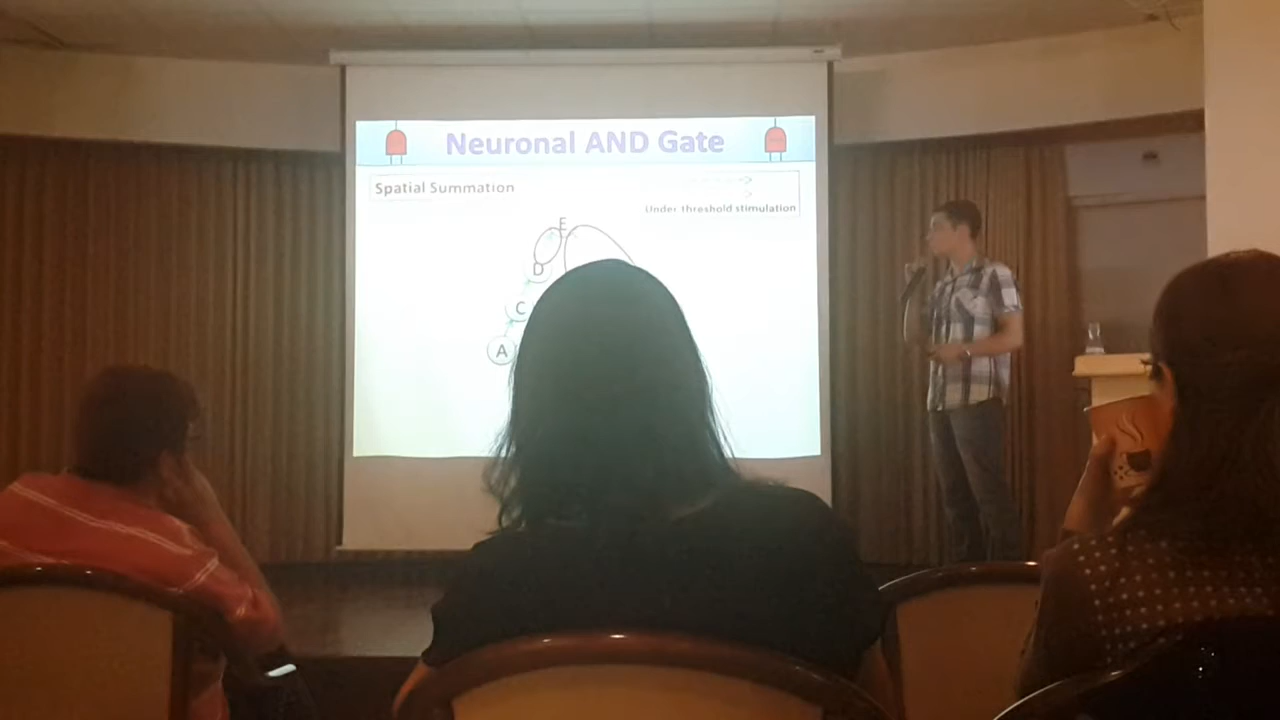 Neuronal AND Gate
Spatial Summation
Under threshold stimulation
E
D
C
A